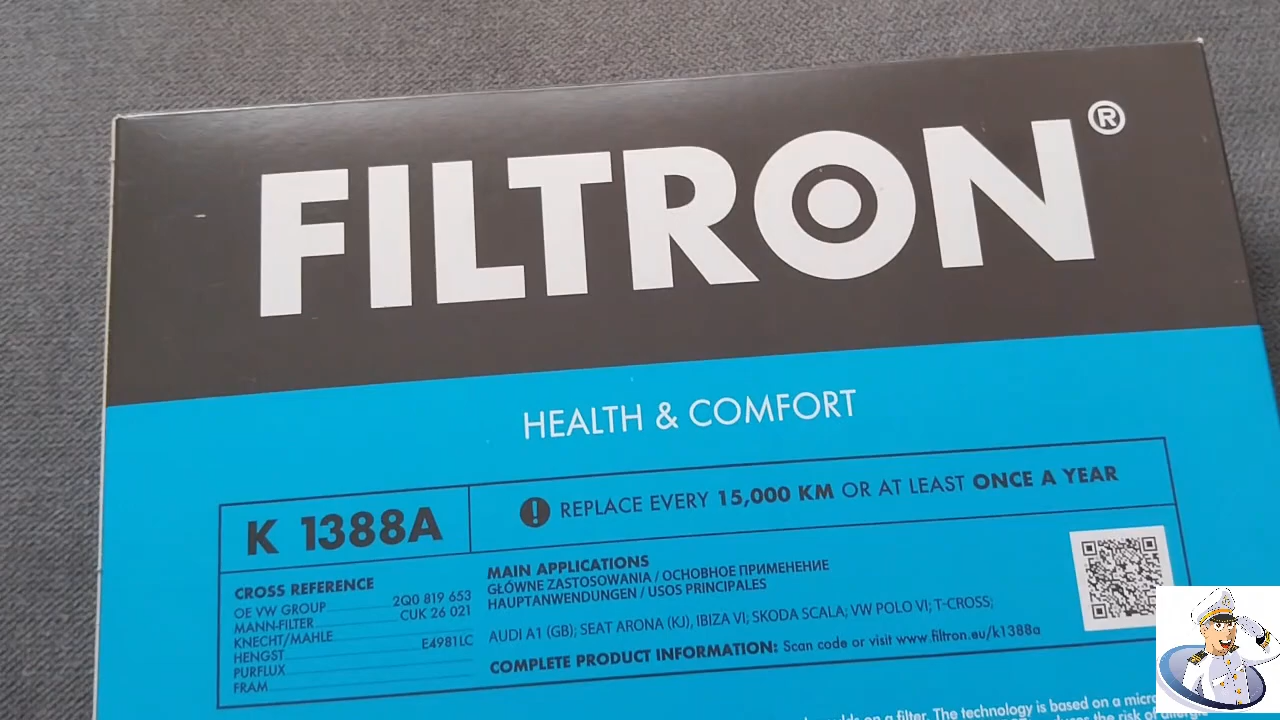 FILTRON®
HEALTH & COMFORT
K 1388A
REPLACE EVERY 15,000 KM OR AT LEAST ONCE A YEAR
CROSS REFERENCE
OE VW GROUP 2Q0 819 653
MANN-FILTER CUK 26 021
KNECHT/MAHLE
HENGST E4981LC
PURFLUX
FRAM
MAIN APPLICATIONS
GŁÓWNE ZASTOSOWANIA / ОСНОВНОЕ ПРИМЕНЕНИЕ
HAUPTANWENDUNGEN / USOS PRINCIPALES
AUDI A1 (GB); SEAT ARONA (KJ), IBIZA VI; SKODA SCALA; VW POLO VI; T-CROSS;
COMPLETE PRODUCT INFORMATION: Scan code or visit www.filtron.eu/k1388a
on a filter. The technology is based on a
the risk of